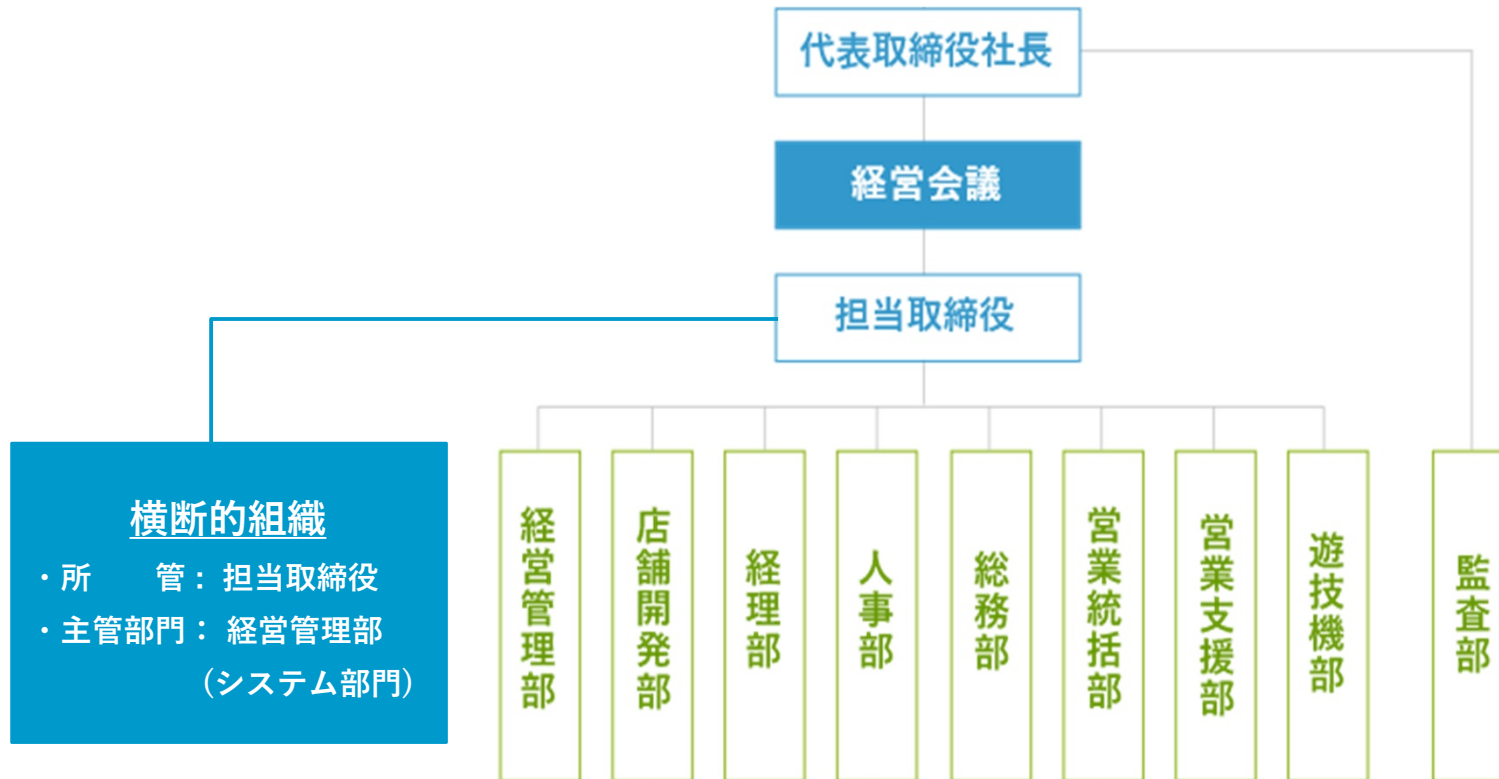 代表取締役社長
経営会議
担当取締役
横断的組織
・所　　管： 担当取締役
・主管部門： 経営管理部
（システム部門）
経営管理部
店舗開発部
経理部
人事部
総務部
営業統括部
営業支援部
遊技機部
監査部